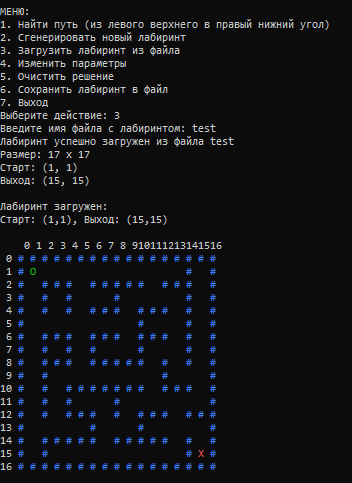 МЕНЮ:
1. Найти путь (из левого верхнего в правый нижний угол)
2. Сгенерировать новый лабиринт
3. Загрузить лабиринт из файла
4. Изменить параметры
5. Очистить решение
6. Сохранить лабиринт в файл
7. Выход
Выберите действие: 3
Введите имя файла с лабиринтом: test
Лабиринт успешно загружен из файла test
Размер: 17 x 17
Старт: (1, 1)
Выход: (15, 15)
Лабиринт загружен:
Старт: (1,1), Выход: (15,15)
0 1 2 3 4 5 6 7 8 910111213141516
0 # # # # # # # # # # # # # # # # #
1 # O # #
2 # # # # # # # # # # # # #
3 # # # # # #
4 # # # # # # # # # # #
5 # # # #
6 # # # # # # # # # # # #
7 # # # # # # #
8 # # # # # # # # # # # #
9 # # # #
10 # # # # # # # # # # # # #
11 # # # # #
12 # # # # # # # # # # # #
13 # # # #
14 # # # # # # # # # # # #
15 # # # X #
16 # # # # # # # # # # # # # # # # #